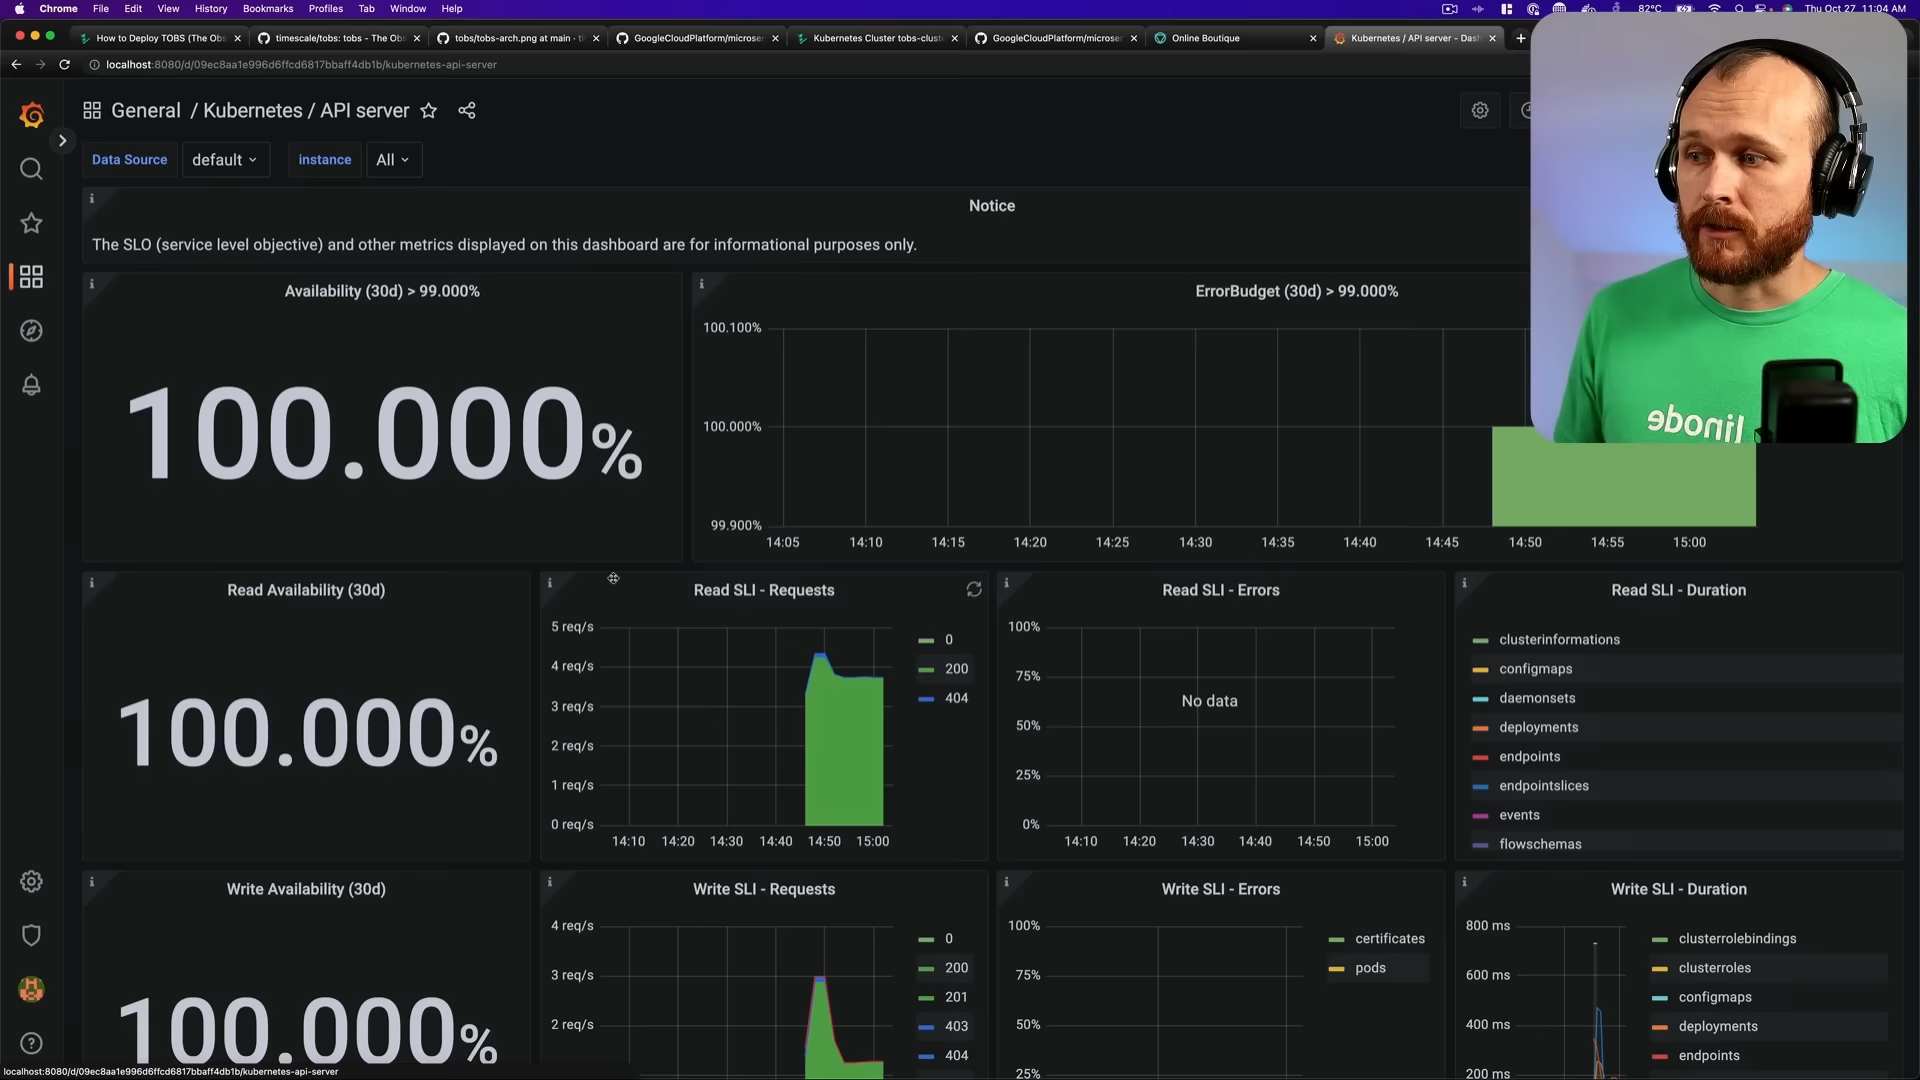 Chrome File Edit View History Bookmarks Profiles Tab Window Help
82°C
Thu Oct 27 11:04 AM
How to Deploy TOBS (The Obs
timescale/tobs: tobs - The Ob
tobs/tobs-arch.png at main · ti
GoogleCloudPlatform/microser
Kubernetes Cluster tobs-clust
GoogleCloudPlatform/microser
Online Boutique
Kubernetes / API server - Dash
localhost:8080/d/09ec8aa1e996d6ffcd6817bbaff4db1b/kubernetes-api-server
General / Kubernetes / API server
Data Source default instance All
Notice
The SLO (service level objective) and other metrics displayed on this dashboard are for informational purposes only.
Availability (30d) > 99.000%
100.000%
ErrorBudget (30d) > 99.000%
100.100%
100.000%
99.900%
14:05 14:10 14:15 14:20 14:25 14:30 14:35 14:40 14:45 14:50 14:55 15:00
linode
Read Availability (30d)
100.000%
Read SLI - Requests
5 req/s
4 req/s
3 req/s
2 req/s
1 req/s
0 req/s
14:10 14:20 14:30 14:40 14:50 15:00
0
200
404
Read SLI - Errors
100%
75%
50%
25%
0%
No data
14:10 14:20 14:30 14:40 14:50 15:00
Read SLI - Duration
clusterinformations
configmaps
daemonsets
deployments
endpoints
endpointslices
events
flowschemas
Write Availability (30d)
100.000%
Write SLI - Requests
4 req/s
3 req/s
2 req/s
0
200
201
403
404
Write SLI - Errors
100%
75%
50%
25%
certificates
pods
Write SLI - Duration
800 ms
600 ms
400 ms
200 ms
clusterrolebindings
clusterroles
configmaps
deployments
endpoints
localhost:8080/d/09ec8aa1e996d6ffcd6817bbaff4db1b/kubernetes-api-server